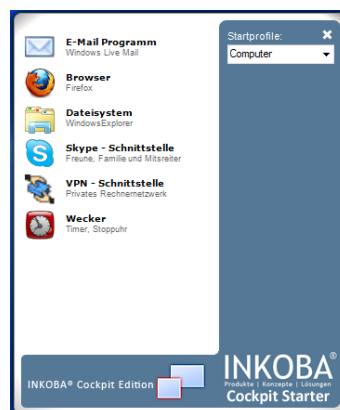 E-Mail Programm
Windows Live Mail
Browser
Firefox
Dateisystem
WindowsExplorer
Skype - Schnittstelle
Freune, Familie und Mitsreiter
VPN - Schnittstelle
Privates Rechnernetzwerk
Wecker
Timer, Stoppuhr
Startprofile:
Computer
INKOBA® Cockpit Edition
INKOBA®
Produkte | Konzepte | Lösungen
Cockpit Starter